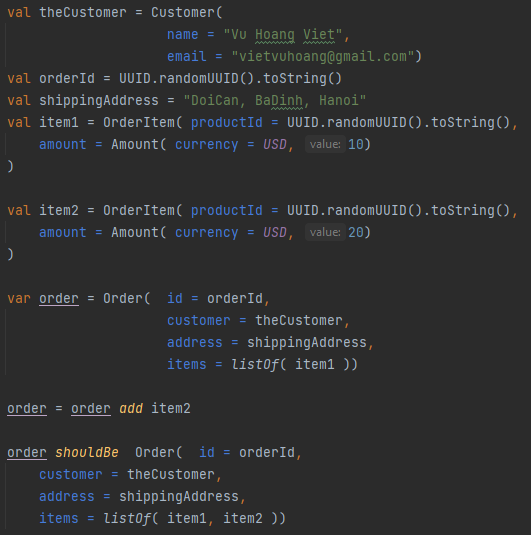 val theCustomer = Customer(
name = "Vu Hoang Viet",
email = "vietvuhoang@gmail.com")
val orderId = UUID.randomUUID().toString()
val shippingAddress = "DoiCan, BaDinh, Hanoi"
val item1 = OrderItem( productId = UUID.randomUUID().toString(),
amount = Amount( currency = USD, value: 10)
)
val item2 = OrderItem( productId = UUID.randomUUID().toString(),
amount = Amount( currency = USD, value: 20)
)
var order = Order(  id = orderId,
customer = theCustomer,
address = shippingAddress,
items = listOf( item1 ))
order = order add item2
order shouldBe  Order(  id = orderId,
customer = theCustomer,
address = shippingAddress,
items = listOf( item1, item2 ))